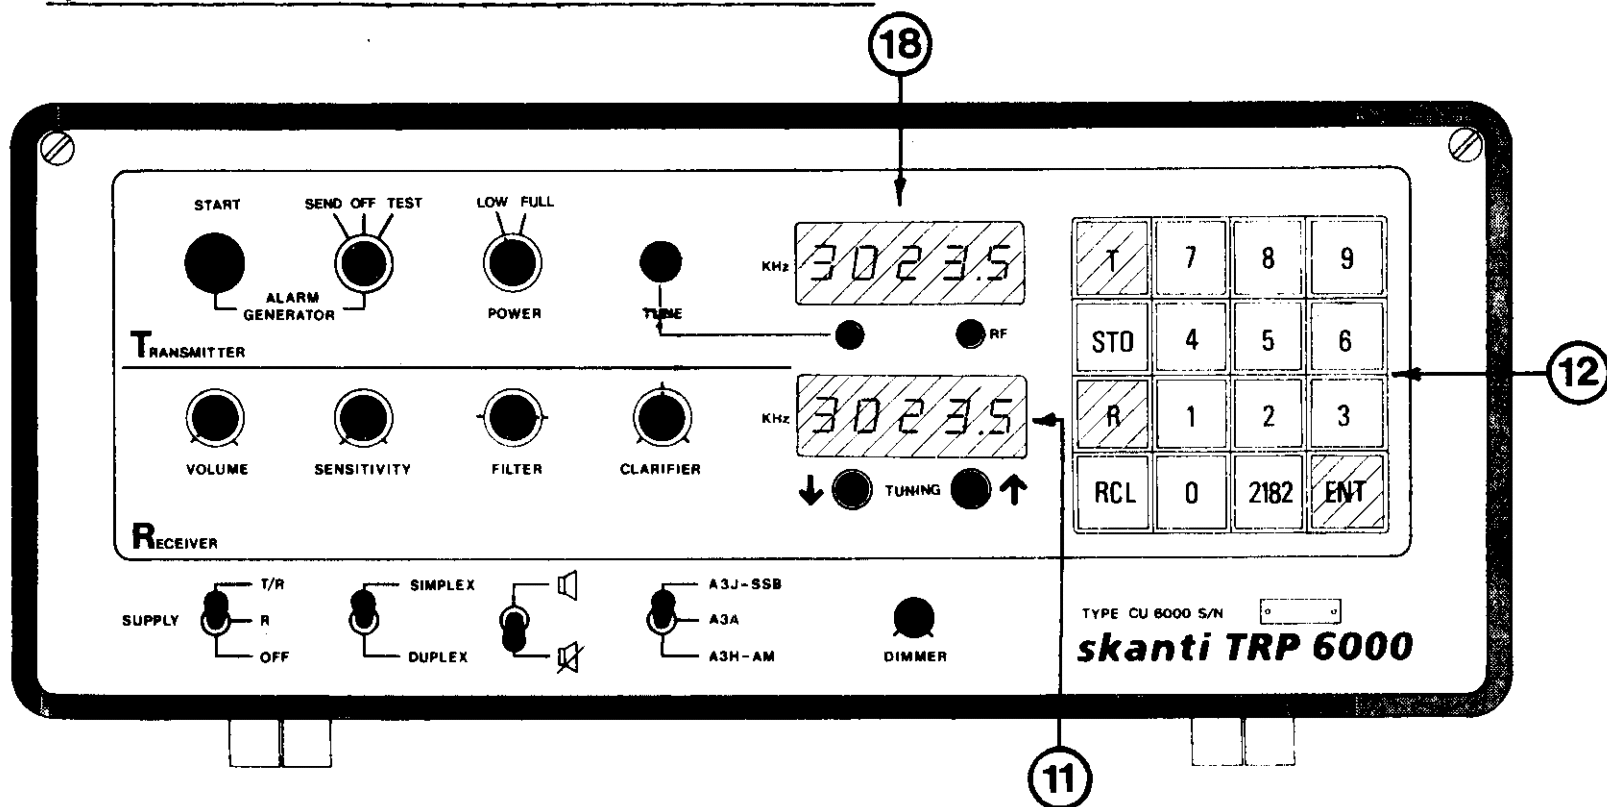 18
START
SEND OFF TEST
LOW FULL
ALARM
GENERATOR
POWER
TUNE
KHz 3023.5
RF
TRANSMITTER
T 7 8 9
STO 4 5 6
R 1 2 3
RCL 0 2182 ENT
12
KHz 3023.5
VOLUME
SENSITIVITY
FILTER
CLARIFIER
↓ TUNING ↑
RECEIVER
SUPPLY
T/R
R
OFF
SIMPLEX
DUPLEX
A3J-SSB
A3A
A3H-AM
DIMMER
TYPE CU 6000 S/N
skanti TRP 6000
11